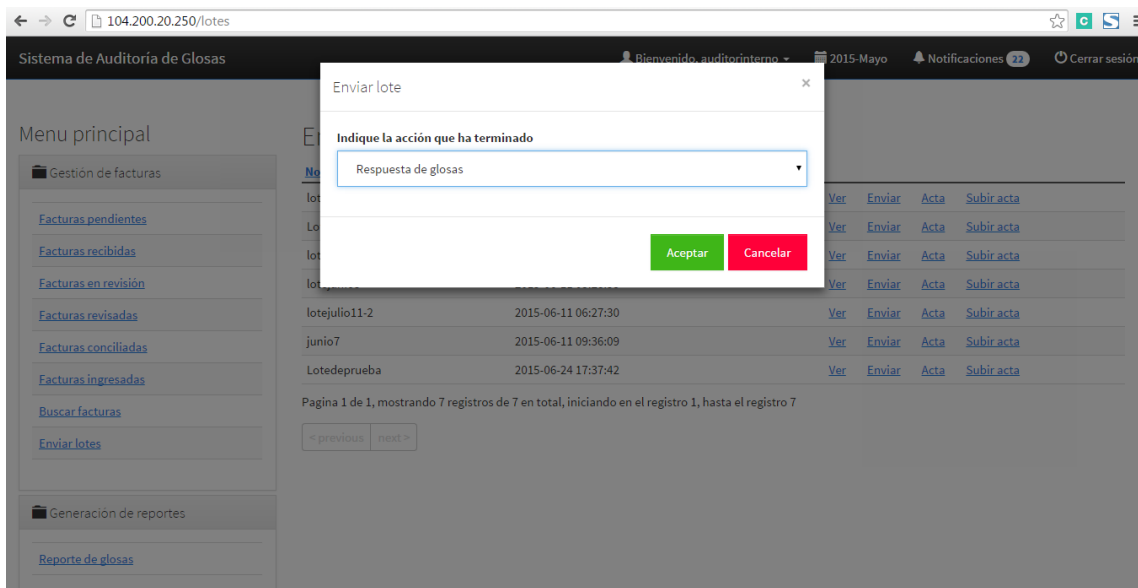 104.200.20.250/lotes
Sistema de Auditoría de Glosas
Bienvenido, auditorinterno
2015-Mayo
Notificaciones 22
Cerrar sesión
Enviar lote
×
Indique la acción que ha terminado
Respuesta de glosas
Aceptar
Cancelar
Menu principal
Gestión de facturas
Facturas pendientes
Facturas recibidas
Facturas en revisión
Facturas revisadas
Facturas conciliadas
Facturas ingresadas
Buscar facturas
Enviar lotes
Generación de reportes
Reporte de glosas
Ver Enviar Acta Subir acta
Ver Enviar Acta Subir acta
Ver Enviar Acta Subir acta
Ver Enviar Acta Subir acta
lotejulio11-2 2015-06-11 06:27:30 Ver Enviar Acta Subir acta
junio7 2015-06-11 09:36:09 Ver Enviar Acta Subir acta
Lotedeprueba 2015-06-24 17:37:42 Ver Enviar Acta Subir acta
Pagina 1 de 1, mostrando 7 registros de 7 en total, iniciando en el registro 1, hasta el registro 7
< previous next >